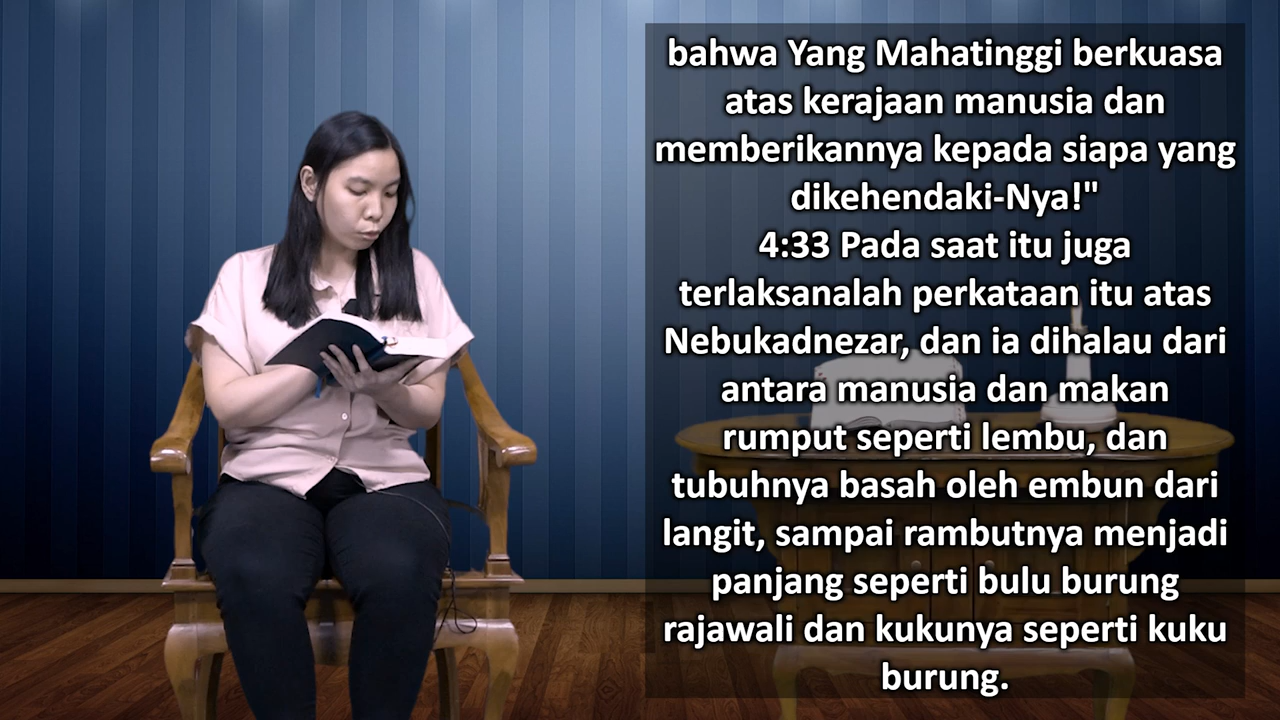 bahwa Yang Mahatinggi berkuasa
atas kerajaan manusia dan
memberikannya kepada siapa yang
dikehendaki-Nya!"
4:33 Pada saat itu juga
terlaksanalah perkataan itu atas
Nebukadnezar, dan ia dihalau dari
antara manusia dan makan
rumput seperti lembu, dan
tubuhnya basah oleh embun dari
langit, sampai rambutnya menjadi
panjang seperti bulu burung
rajawali dan kukunya seperti kuku
burung.